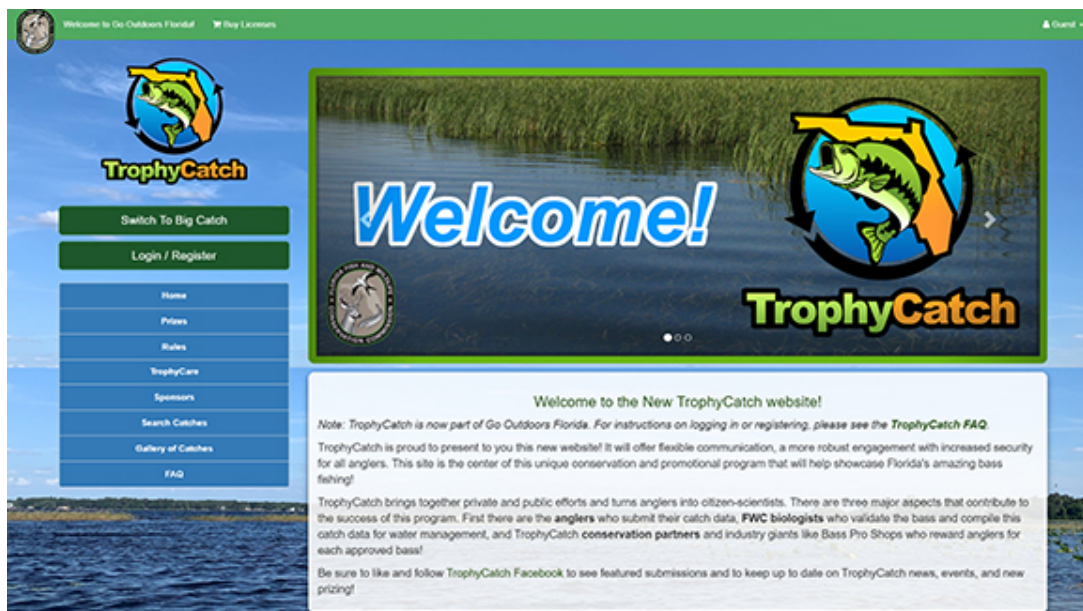 Welcome to Go Outdoors Florida!
Buy Licenses
Guest
TrophyCatch
Switch To Big Catch
Login / Register
Home
Prizes
Rules
TrophyCare
Sponsors
Search Catches
Gallery of Catches
FAQ
Welcome!
FLORIDA FISH AND WILDLIFE CONSERVATION COMMISSION
TrophyCatch
Welcome to the New TrophyCatch website!
Note: TrophyCatch is now part of Go Outdoors Florida. For instructions on logging in or registering, please see the TrophyCatch FAQ.
TrophyCatch is proud to present to you this new website! It will offer flexible communication, a more robust engagement with increased security
for all anglers. This site is the center of this unique conservation and promotional program that will help showcase Florida's amazing bass
fishing!
TrophyCatch brings together private and public efforts and turns anglers into citizen-scientists. There are three major aspects that contribute to
the success of this program. First there are the anglers who submit their catch data, FWC biologists who validate the bass and compile this
catch data for water management, and TrophyCatch conservation partners and industry giants like Bass Pro Shops who reward anglers for
each approved bass!
Be sure to like and follow TrophyCatch Facebook to see featured submissions and to keep up to date on TrophyCatch news, events, and new
prizing!